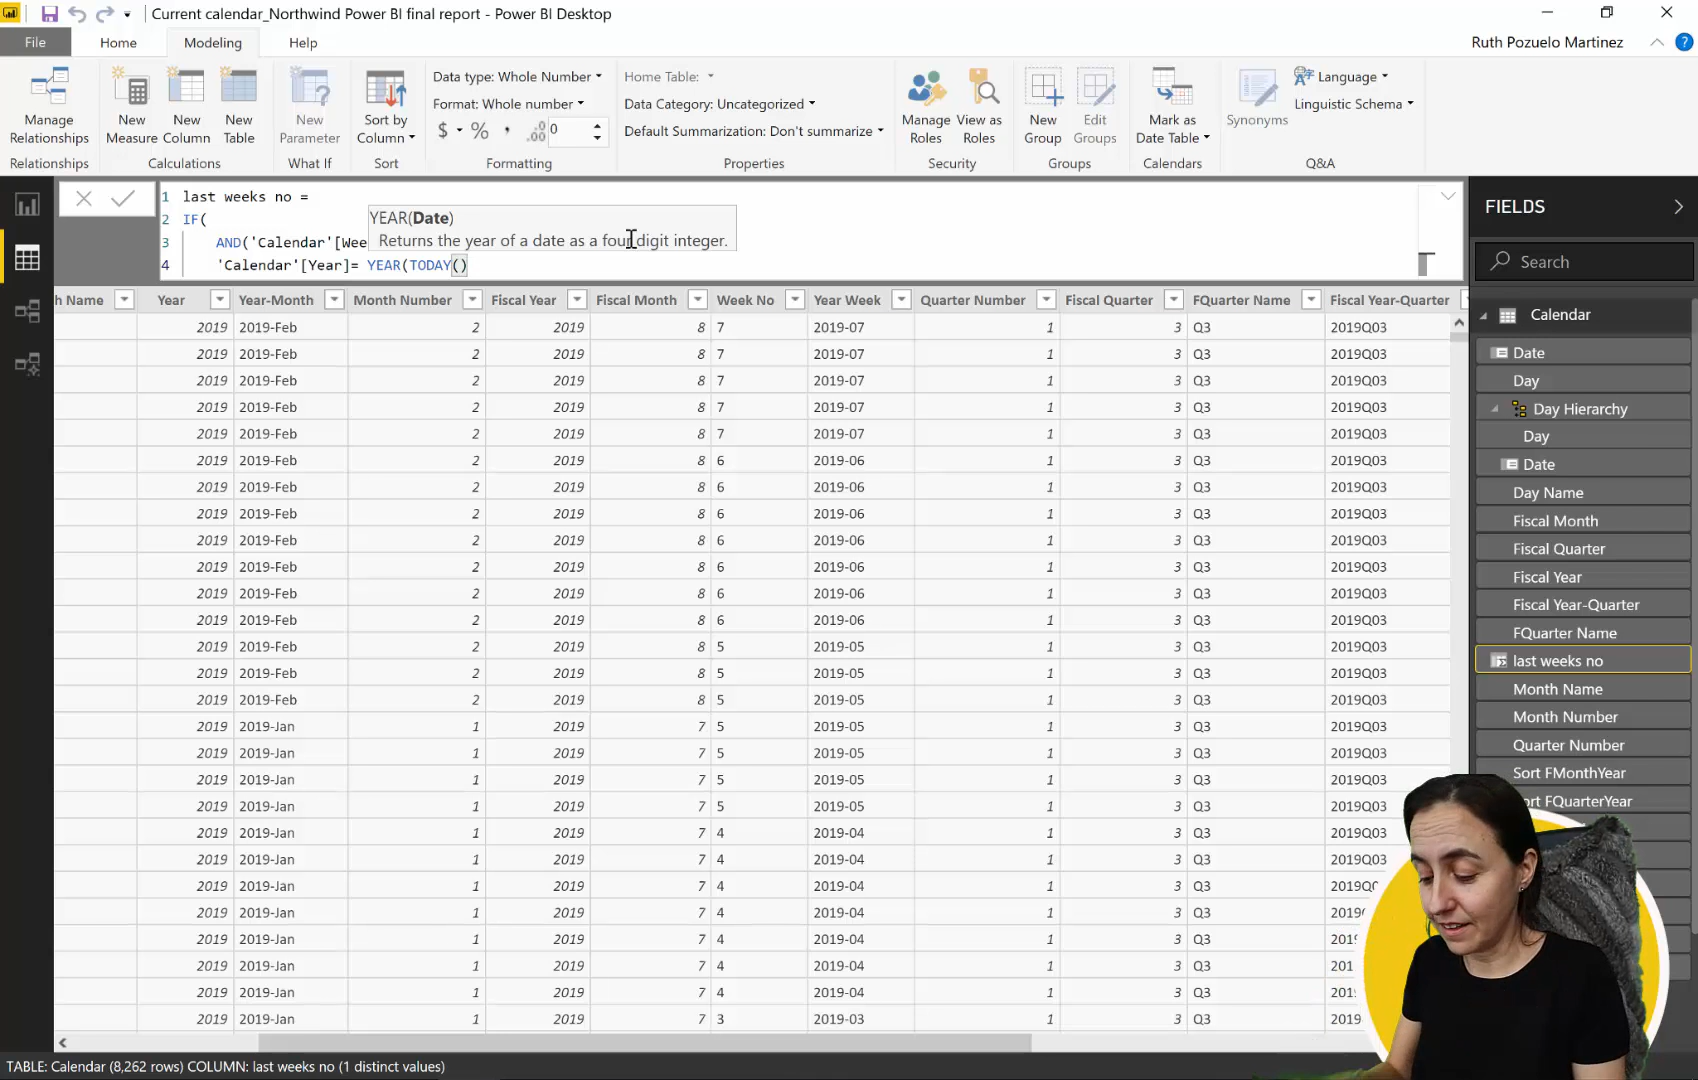 Current calendar_Northwind Power BI final report - Power BI Desktop
File
Home
Modeling
Help
Ruth Pozuelo Martinez
Manage
Relationships
New
Measure
New
Column
New
Table
New
Parameter
Sort by
Column
Data type: Whole Number
Format: Whole number
$
%
,
.00
0
Home Table:
Data Category: Uncategorized
Default Summarization: Don't summarize
Manage
Roles
View as
Roles
New
Group
Edit
Groups
Mark as
Date Table
Synonyms
Language
Linguistic Schema
Relationships
Calculations
What If
Sort
Formatting
Properties
Security
Groups
Calendars
Q&A
1 last weeks no =
2 IF(
3 AND('Calendar'[Wee
4 'Calendar'[Year]= YEAR(TODAY()
YEAR(Date)
Returns the year of a date as a four digit integer.
h Name Year Year-Month Month Number Fiscal Year Fiscal Month Week No Year Week Quarter Number Fiscal Quarter FQuarter Name Fiscal Year-Quarter
2019 2019-Feb 2 2019 8 7 2019-07 1 3 Q3 2019Q03
2019 2019-Feb 2 2019 8 7 2019-07 1 3 Q3 2019Q03
2019 2019-Feb 2 2019 8 7 2019-07 1 3 Q3 2019Q03
2019 2019-Feb 2 2019 8 7 2019-07 1 3 Q3 2019Q03
2019 2019-Feb 2 2019 8 7 2019-07 1 3 Q3 2019Q03
2019 2019-Feb 2 2019 8 6 2019-06 1 3 Q3 2019Q03
2019 2019-Feb 2 2019 8 6 2019-06 1 3 Q3 2019Q03
2019 2019-Feb 2 2019 8 6 2019-06 1 3 Q3 2019Q03
2019 2019-Feb 2 2019 8 6 2019-06 1 3 Q3 2019Q03
2019 2019-Feb 2 2019 8 6 2019-06 1 3 Q3 2019Q03
2019 2019-Feb 2 2019 8 6 2019-06 1 3 Q3 2019Q03
2019 2019-Feb 2 2019 8 6 2019-06 1 3 Q3 2019Q03
2019 2019-Feb 2 2019 8 5 2019-05 1 3 Q3 2019Q03
2019 2019-Feb 2 2019 8 5 2019-05 1 3 Q3 2019Q03
2019 2019-Feb 2 2019 8 5 2019-05 1 3 Q3 2019Q03
2019 2019-Jan 1 2019 7 5 2019-05 1 3 Q3 2019Q03
2019 2019-Jan 1 2019 7 5 2019-05 1 3 Q3 2019Q03
2019 2019-Jan 1 2019 7 5 2019-05 1 3 Q3 2019Q03
2019 2019-Jan 1 2019 7 5 2019-05 1 3 Q3 2019Q03
2019 2019-Jan 1 2019 7 4 2019-04 1 3 Q3 2019Q03
2019 2019-Jan 1 2019 7 4 2019-04 1 3 Q3 2019Q03
2019 2019-Jan 1 2019 7 4 2019-04 1 3 Q3 2019Q0
2019 2019-Jan 1 2019 7 4 2019-04 1 3 Q3 2019
2019 2019-Jan 1 2019 7 4 2019-04 1 3 Q3 2019
2019 2019-Jan 1 2019 7 4 2019-04 1 3 Q3 201
2019 2019-Jan 1 2019 7 4 2019-04 1 3 Q3 2019
2019 2019-Jan 1 2019 7 3 2019-03 1 3 Q3 2019
FIELDS
Search
Calendar
Date
Day
Day Hierarchy
Day
Date
Day Name
Fiscal Month
Fiscal Quarter
Fiscal Year
Fiscal Year-Quarter
FQuarter Name
last weeks no
Month Name
Month Number
Quarter Number
Sort FMonthYear
ort FQuarterYear
TABLE: Calendar (8,262 rows) COLUMN: last weeks no (1 distinct values)